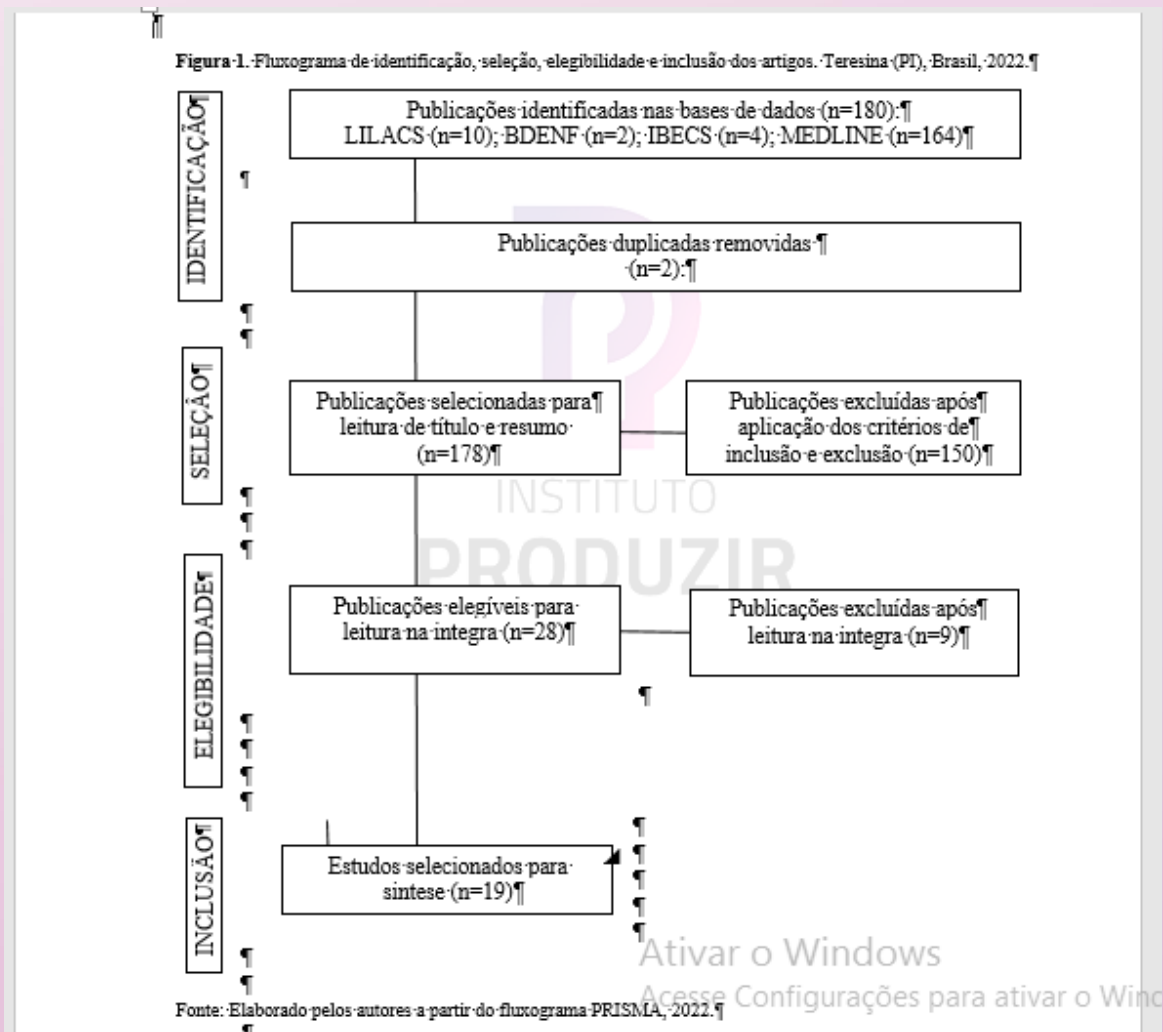 Figura 1. Fluxograma de identificação, seleção, elegibilidade e inclusão dos artigos. Teresina (PI), Brasil, 2022.¶
IDENTIFICAÇÃO¶
Publicações identificadas nas bases de dados (n=180):¶
LILACS (n=10); BDENF (n=2); IBECS (n=4); MEDLINE (n=164)¶
Publicações duplicadas removidas ¶
(n=2):¶
SELEÇÃO¶
Publicações selecionadas para¶
leitura de título e resumo
(n=178)¶
Publicações excluídas após¶
aplicação dos critérios de¶
inclusão e exclusão (n=150)¶
INSTITUTO
PRODUZIR
ELEGIBILIDADE¶
Publicações elegíveis para
leitura na integra (n=28)¶
Publicações excluídas após¶
leitura na integra (n=9)¶
INCLUSÃO¶
Estudos selecionados para
sintese (n=19)¶
Ativar o Windows
Acesse Configurações para ativar o Wind
Fonte: Elaborado pelos autores a partir do fluxograma PRISMA, 2022.¶